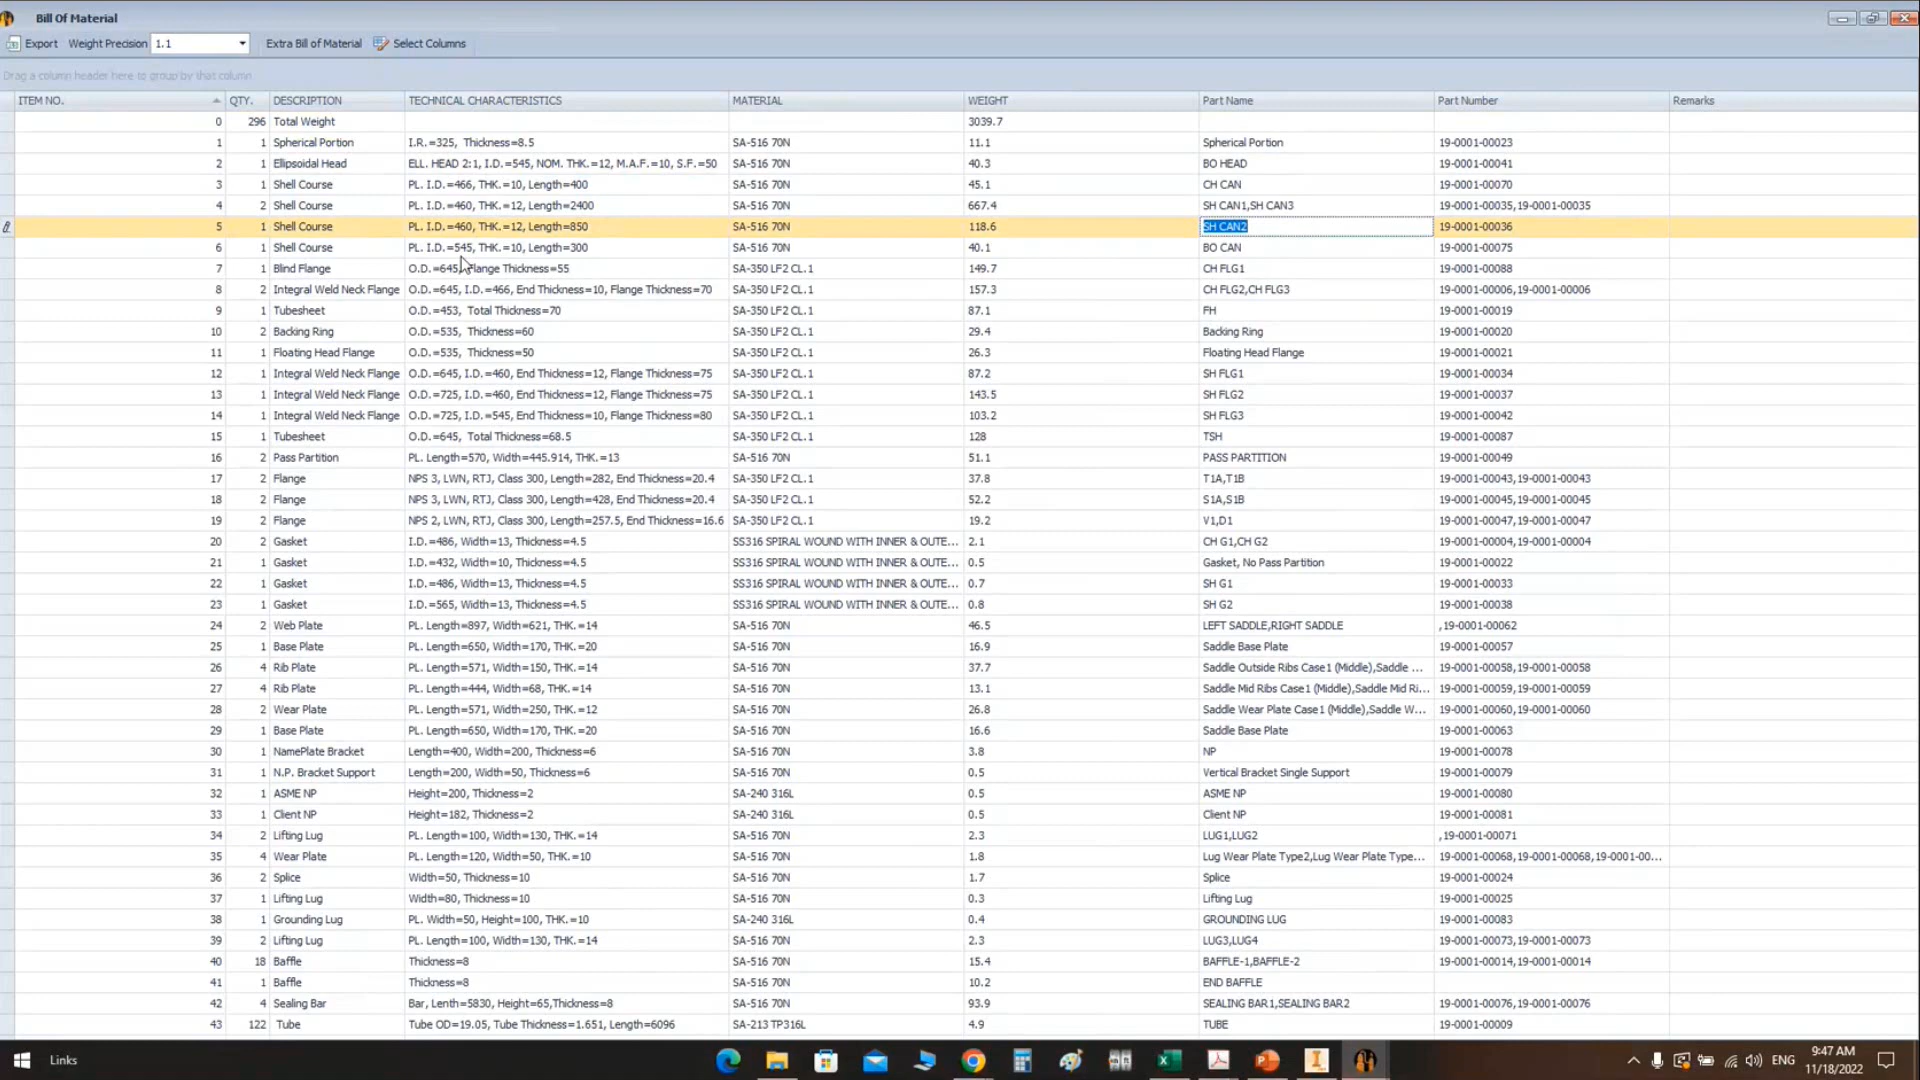 Bill Of Material
Export Weight Precision 1.1 Extra Bill of Material Select Columns
Drag a column header here to group by that column
ITEM NO. QTY. DESCRIPTION TECHNICAL CHARACTERISTICS MATERIAL WEIGHT Part Name Part Number Remarks
0 296 Total Weight 3039.7
1 1 Spherical Portion I.R.=325, Thickness=8.5 SA-516 70N 11.1 Spherical Portion 19-0001-00023
2 1 Ellipsoidal Head ELL. HEAD 2:1, I.D.=545, NOM. THK.=12, M.A.F.=10, S.F.=50 SA-516 70N 40.3 BO HEAD 19-0001-00041
3 1 Shell Course PL. I.D.=466, THK.=10, Length=400 SA-516 70N 45.1 CH CAN 19-0001-00070
4 2 Shell Course PL. I.D.=460, THK.=12, Length=2400 SA-516 70N 667.4 SH CAN1,SH CAN3 19-0001-00035,19-0001-00035
5 1 Shell Course PL. I.D.=460, THK.=12, Length=850 SA-516 70N 118.6 SH CAN2 19-0001-00036
6 1 Shell Course PL. I.D.=545, THK.=10, Length=300 SA-516 70N 40.1 BO CAN 19-0001-00075
7 1 Blind Flange O.D.=645, Flange Thickness=55 SA-350 LF2 CL.1 149.7 CH FLG1 19-0001-00088
8 2 Integral Weld Neck Flange O.D.=645, I.D.=466, End Thickness=10, Flange Thickness=70 SA-350 LF2 CL.1 157.3 CH FLG2,CH FLG3 19-0001-00006,19-0001-00006
9 1 Tubesheet O.D.=453, Total Thickness=70 SA-350 LF2 CL.1 87.1 FH 19-0001-00019
10 2 Backing Ring O.D.=535, Thickness=60 SA-350 LF2 CL.1 29.4 Backing Ring 19-0001-00020
11 1 Floating Head Flange O.D.=535, Thickness=50 SA-350 LF2 CL.1 26.3 Floating Head Flange 19-0001-00021
12 1 Integral Weld Neck Flange O.D.=645, I.D.=460, End Thickness=12, Flange Thickness=75 SA-350 LF2 CL.1 87.2 SH FLG1 19-0001-00034
13 1 Integral Weld Neck Flange O.D.=725, I.D.=460, End Thickness=12, Flange Thickness=75 SA-350 LF2 CL.1 143.5 SH FLG2 19-0001-00037
14 1 Integral Weld Neck Flange O.D.=725, I.D.=545, End Thickness=10, Flange Thickness=80 SA-350 LF2 CL.1 103.2 SH FLG3 19-0001-00042
15 1 Tubesheet O.D.=645, Total Thickness=68.5 SA-350 LF2 CL.1 128 TSH 19-0001-00087
16 2 Pass Partition PL. Length=570, Width=445.914, THK.=13 SA-516 70N 51.1 PASS PARTITION 19-0001-00049
17 2 Flange NPS 3, LWN, RTJ, Class 300, Length=282, End Thickness=20.4 SA-350 LF2 CL.1 37.8 T1A,T1B 19-0001-00043,19-0001-00043
18 2 Flange NPS 3, LWN, RTJ, Class 300, Length=428, End Thickness=20.4 SA-350 LF2 CL.1 52.2 S1A,S1B 19-0001-00045,19-0001-00045
19 2 Flange NPS 2, LWN, RTJ, Class 300, Length=257.5, End Thickness=16.6 SA-350 LF2 CL.1 19.2 V1,D1 19-0001-00047,19-0001-00047
20 2 Gasket I.D.=486, Width=13, Thickness=4.5 SS316 SPIRAL WOUND WITH INNER & OUTE... 2.1 CH G1,CH G2 19-0001-00004,19-0001-00004
21 1 Gasket I.D.=432, Width=10, Thickness=4.5 SS316 SPIRAL WOUND WITH INNER & OUTE... 0.5 Gasket, No Pass Partition 19-0001-00022
22 1 Gasket I.D.=486, Width=13, Thickness=4.5 SS316 SPIRAL WOUND WITH INNER & OUTE... 0.7 SH G1 19-0001-00033
23 1 Gasket I.D.=565, Width=13, Thickness=4.5 SS316 SPIRAL WOUND WITH INNER & OUTE... 0.8 SH G2 19-0001-00038
24 2 Web Plate PL. Length=897, Width=621, THK.=14 SA-516 70N 46.5 LEFT SADDLE,RIGHT SADDLE ,19-0001-00062
25 1 Base Plate PL. Length=650, Width=170, THK.=20 SA-516 70N 16.9 Saddle Base Plate 19-0001-00057
26 4 Rib Plate PL. Length=571, Width=150, THK.=14 SA-516 70N 37.7 Saddle Outside Ribs Case1 (Middle),Saddle ... 19-0001-00058,19-0001-00058
27 4 Rib Plate PL. Length=444, Width=68, THK.=14 SA-516 70N 13.1 Saddle Mid Ribs Case1 (Middle),Saddle Mid Ri... 19-0001-00059,19-0001-00059
28 2 Wear Plate PL. Length=571, Width=250, THK.=12 SA-516 70N 26.8 Saddle Wear Plate Case1 (Middle),Saddle W... 19-0001-00060,19-0001-00060
29 1 Base Plate PL. Length=650, Width=170, THK.=20 SA-516 70N 16.6 Saddle Base Plate 19-0001-00063
30 1 NamePlate Bracket Length=400, Width=200, Thickness=6 SA-516 70N 3.8 NP 19-0001-00078
31 1 N.P. Bracket Support Length=200, Width=50, Thickness=6 SA-516 70N 0.5 Vertical Bracket Single Support 19-0001-00079
32 1 ASME NP Height=200, Thickness=2 SA-240 316L 0.5 ASME NP 19-0001-00080
33 1 Client NP Height=182, Thickness=2 SA-240 316L 0.5 Client NP 19-0001-00081
34 2 Lifting Lug PL. Length=100, Width=130, THK.=14 SA-516 70N 2.3 LUG1,LUG2 ,19-0001-00071
35 4 Wear Plate PL. Length=120, Width=50, THK.=10 SA-516 70N 1.8 Lug Wear Plate Type2,Lug Wear Plate Type... 19-0001-00068,19-0001-00068,19-0001-00...
36 2 Splice Width=50, Thickness=10 SA-516 70N 1.7 Splice 19-0001-00024
37 1 Lifting Lug Width=80, Thickness=10 SA-516 70N 0.3 Lifting Lug 19-0001-00025
38 1 Grounding Lug PL. Width=50, Height=100, THK.=10 SA-240 316L 0.4 GROUNDING LUG 19-0001-00083
39 2 Lifting Lug PL. Length=100, Width=130, THK.=14 SA-516 70N 2.3 LUG3,LUG4 19-0001-00073,19-0001-00073
40 18 Baffle Thickness=8 SA-516 70N 15.4 BAFFLE-1,BAFFLE-2 19-0001-00014,19-0001-00014
41 1 Baffle Thickness=8 SA-516 70N 10.2 END BAFFLE
42 4 Sealing Bar Bar, Lenth=5830, Height=65,Thickness=8 SA-516 70N 93.9 SEALING BAR1,SEALING BAR2 19-0001-00076,19-0001-00076
43 122 Tube Tube OD=19.05, Tube Thickness=1.651, Length=6096 SA-213 TP316L 4.9 TUBE 19-0001-00009
Links ENG 9:47 AM
11/18/2022